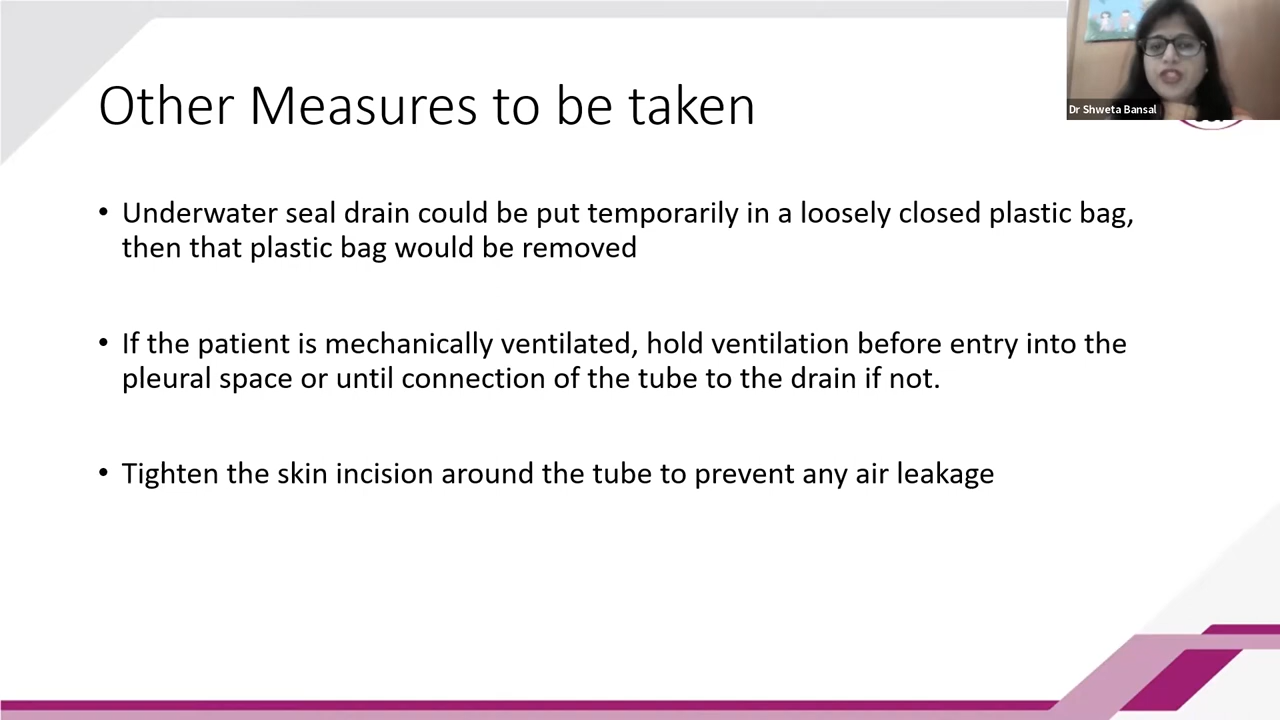 Other Measures to be taken
Dr Shweta Bansal
• Underwater seal drain could be put temporarily in a loosely closed plastic bag,
then that plastic bag would be removed
• If the patient is mechanically ventilated, hold ventilation before entry into the
pleural space or until connection of the tube to the drain if not.
• Tighten the skin incision around the tube to prevent any air leakage